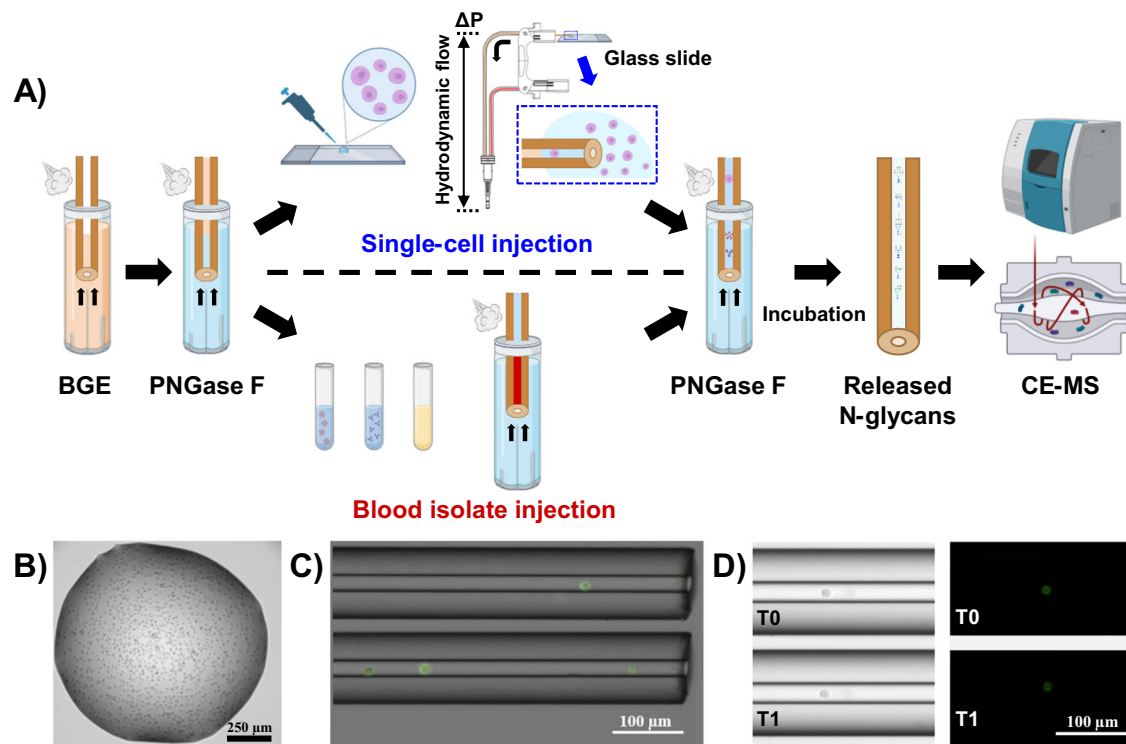 A)
ΔP
Hydrodynamic flow
Glass slide
Single-cell injection
BGE
PNGase F
PNGase F
Incubation
Released
N-glycans
CE-MS
Blood isolate injection
B)
250 µm
C)
100 µm
D)
T0
T0
T1
T1
100 µm